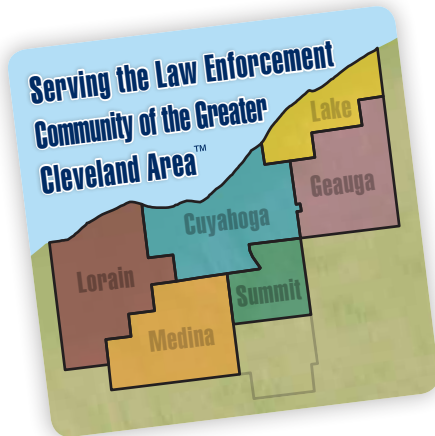 Serving the Law Enforcement
Community of the Greater
Cleveland Area™
Lake
Geauga
Cuyahoga
Lorain
Summit
Medina